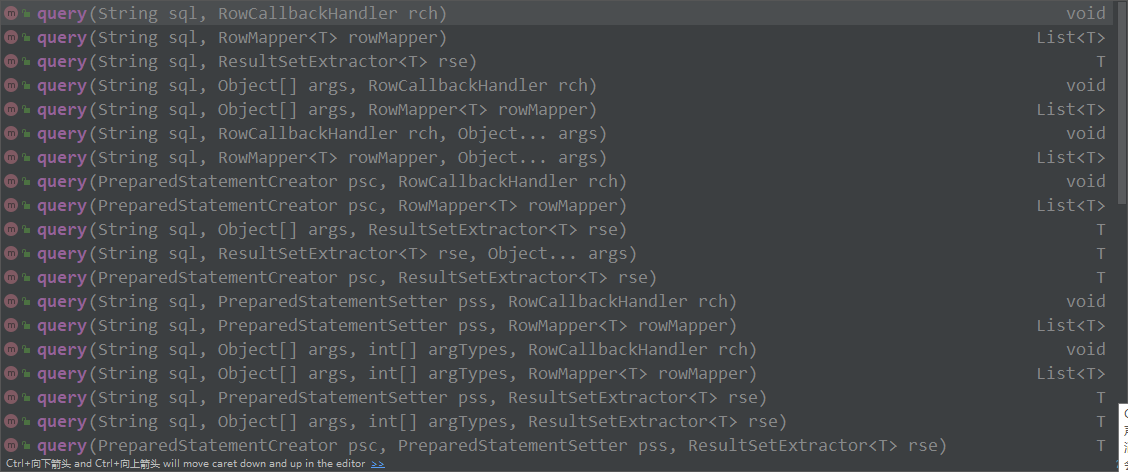 query(String sql, RowCallbackHandler rch) void
query(String sql, RowMapper<T> rowMapper) List<T>
query(String sql, ResultSetExtractor<T> rse) T
query(String sql, Object[] args, RowCallbackHandler rch) void
query(String sql, Object[] args, RowMapper<T> rowMapper) List<T>
query(String sql, RowCallbackHandler rch, Object... args) void
query(String sql, RowMapper<T> rowMapper, Object... args) List<T>
query(PreparedStatementCreator psc, RowCallbackHandler rch) void
query(PreparedStatementCreator psc, RowMapper<T> rowMapper) List<T>
query(String sql, Object[] args, ResultSetExtractor<T> rse) T
query(String sql, ResultSetExtractor<T> rse, Object... args) T
query(PreparedStatementCreator psc, ResultSetExtractor<T> rse) T
query(String sql, PreparedStatementSetter pss, RowCallbackHandler rch) void
query(String sql, PreparedStatementSetter pss, RowMapper<T> rowMapper) List<T>
query(String sql, Object[] args, int[] argTypes, RowCallbackHandler rch) void
query(String sql, Object[] args, int[] argTypes, RowMapper<T> rowMapper) List<T>
query(String sql, PreparedStatementSetter pss, ResultSetExtractor<T> rse) T
query(String sql, Object[] args, int[] argTypes, ResultSetExtractor<T> rse) T
query(PreparedStatementCreator psc, PreparedStatementSetter pss, ResultSetExtractor<T> rse) T
Ctrl+向下箭头 and Ctrl+向上箭头 will move caret down and up in the editor >>